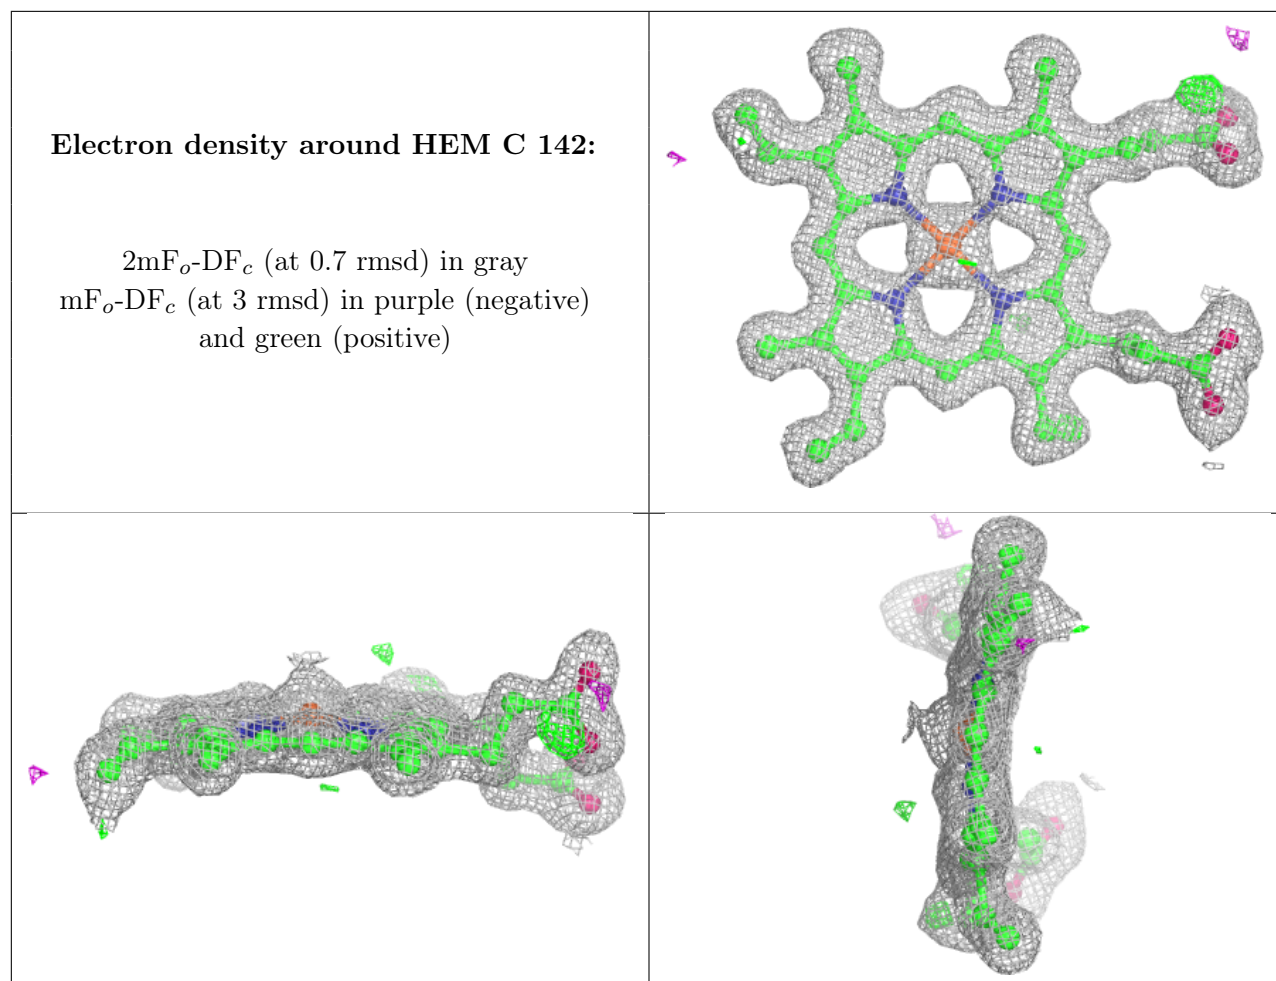 Electron density around HEM C 142:
2mFo-DFc (at 0.7 rmsd) in gray
mFo-DFc (at 3 rmsd) in purple (negative)
and green (positive)